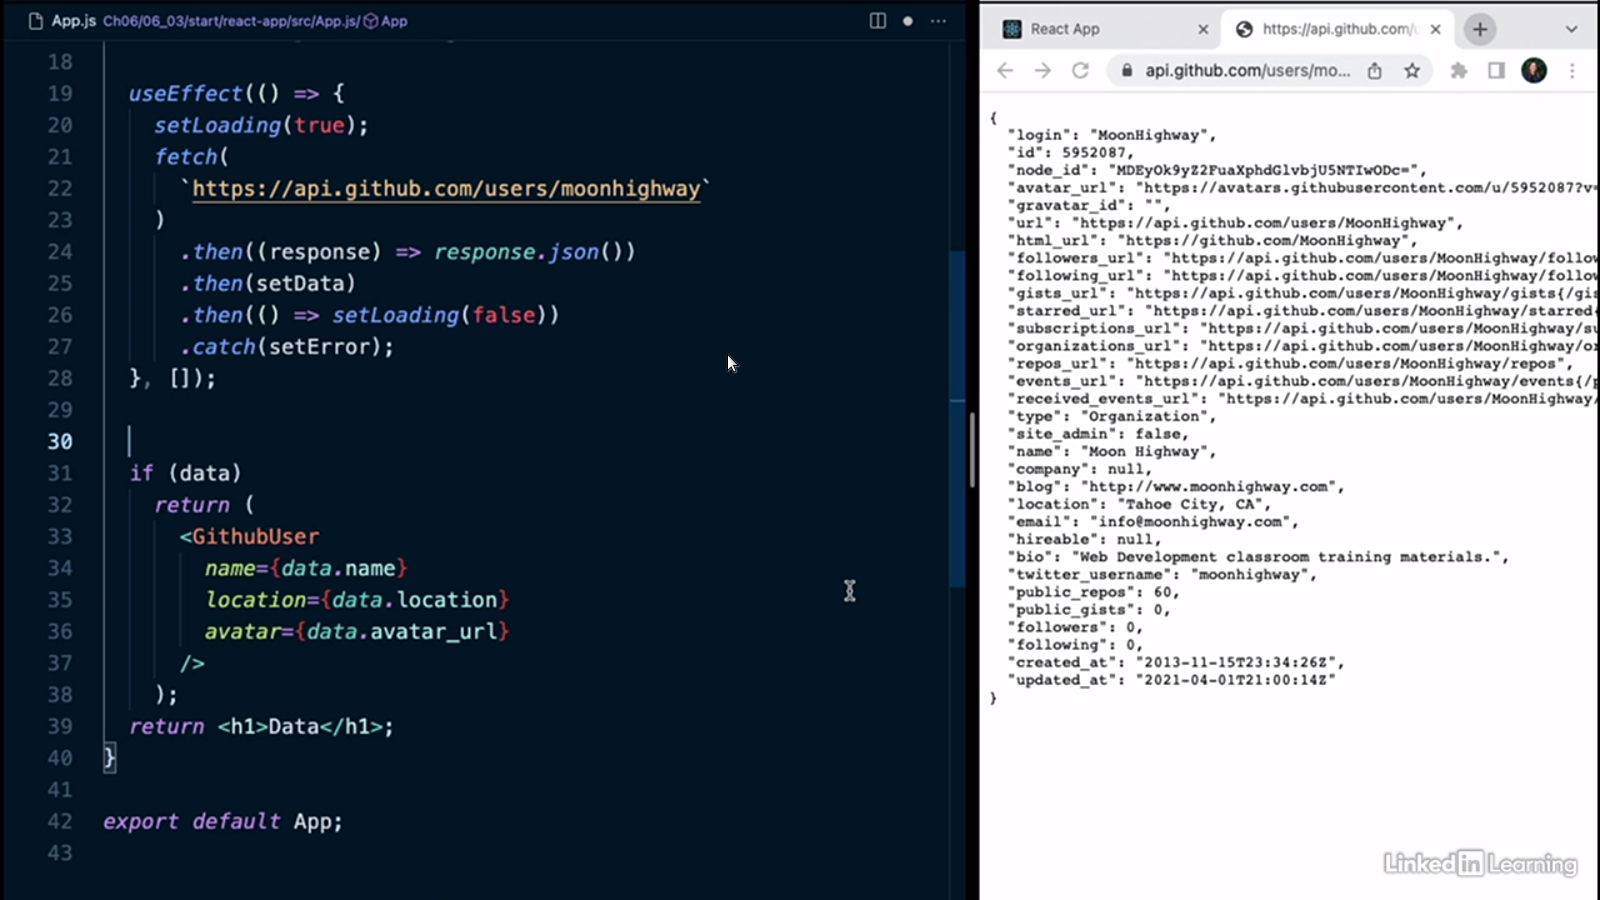 App.js Ch06/06_03/start/react-app/src/App.js/ App
18
19 useEffect(() => {
20 setLoading(true);
21 fetch(
22 `https://api.github.com/users/moonhighway`
23 )
24 .then((response) => response.json())
25 .then(setData)
26 .then(() => setLoading(false))
27 .catch(setError);
28 }, []);
29
30
31 if (data)
32 return (
33 <GithubUser
34 name={data.name}
35 location={data.location}
36 avatar={data.avatar_url}
37 />
38 );
39 return <h1>Data</h1>;
40 }
41
42 export default App;
43
React App
https://api.github.com/u
api.github.com/users/mo...
{
"login": "MoonHighway",
"id": 5952087,
"node_id": "MDEyOk9yZ2FuaXphdGlvbjU5NTIwODc=",
"avatar_url": "https://avatars.githubusercontent.com/u/5952087?v=
"gravatar_id": "",
"url": "https://api.github.com/users/MoonHighway",
"html_url": "https://github.com/MoonHighway",
"followers_url": "https://api.github.com/users/MoonHighway/follow
"following_url": "https://api.github.com/users/MoonHighway/follow
"gists_url": "https://api.github.com/users/MoonHighway/gists{/gis
"starred_url": "https://api.github.com/users/MoonHighway/starred{
"subscriptions_url": "https://api.github.com/users/MoonHighway/su
"organizations_url": "https://api.github.com/users/MoonHighway/or
"repos_url": "https://api.github.com/users/MoonHighway/repos",
"events_url": "https://api.github.com/users/MoonHighway/events{/p
"received_events_url": "https://api.github.com/users/MoonHighway/
"type": "Organization",
"site_admin": false,
"name": "Moon Highway",
"company": null,
"blog": "http://www.moonhighway.com",
"location": "Tahoe City, CA",
"email": "info@moonhighway.com",
"hireable": null,
"bio": "Web Development classroom training materials.",
"twitter_username": "moonhighway",
"public_repos": 60,
"public_gists": 0,
"followers": 0,
"following": 0,
"created_at": "2013-11-15T23:34:26Z",
"updated_at": "2021-04-01T21:00:14Z"
}
Linked in Learning